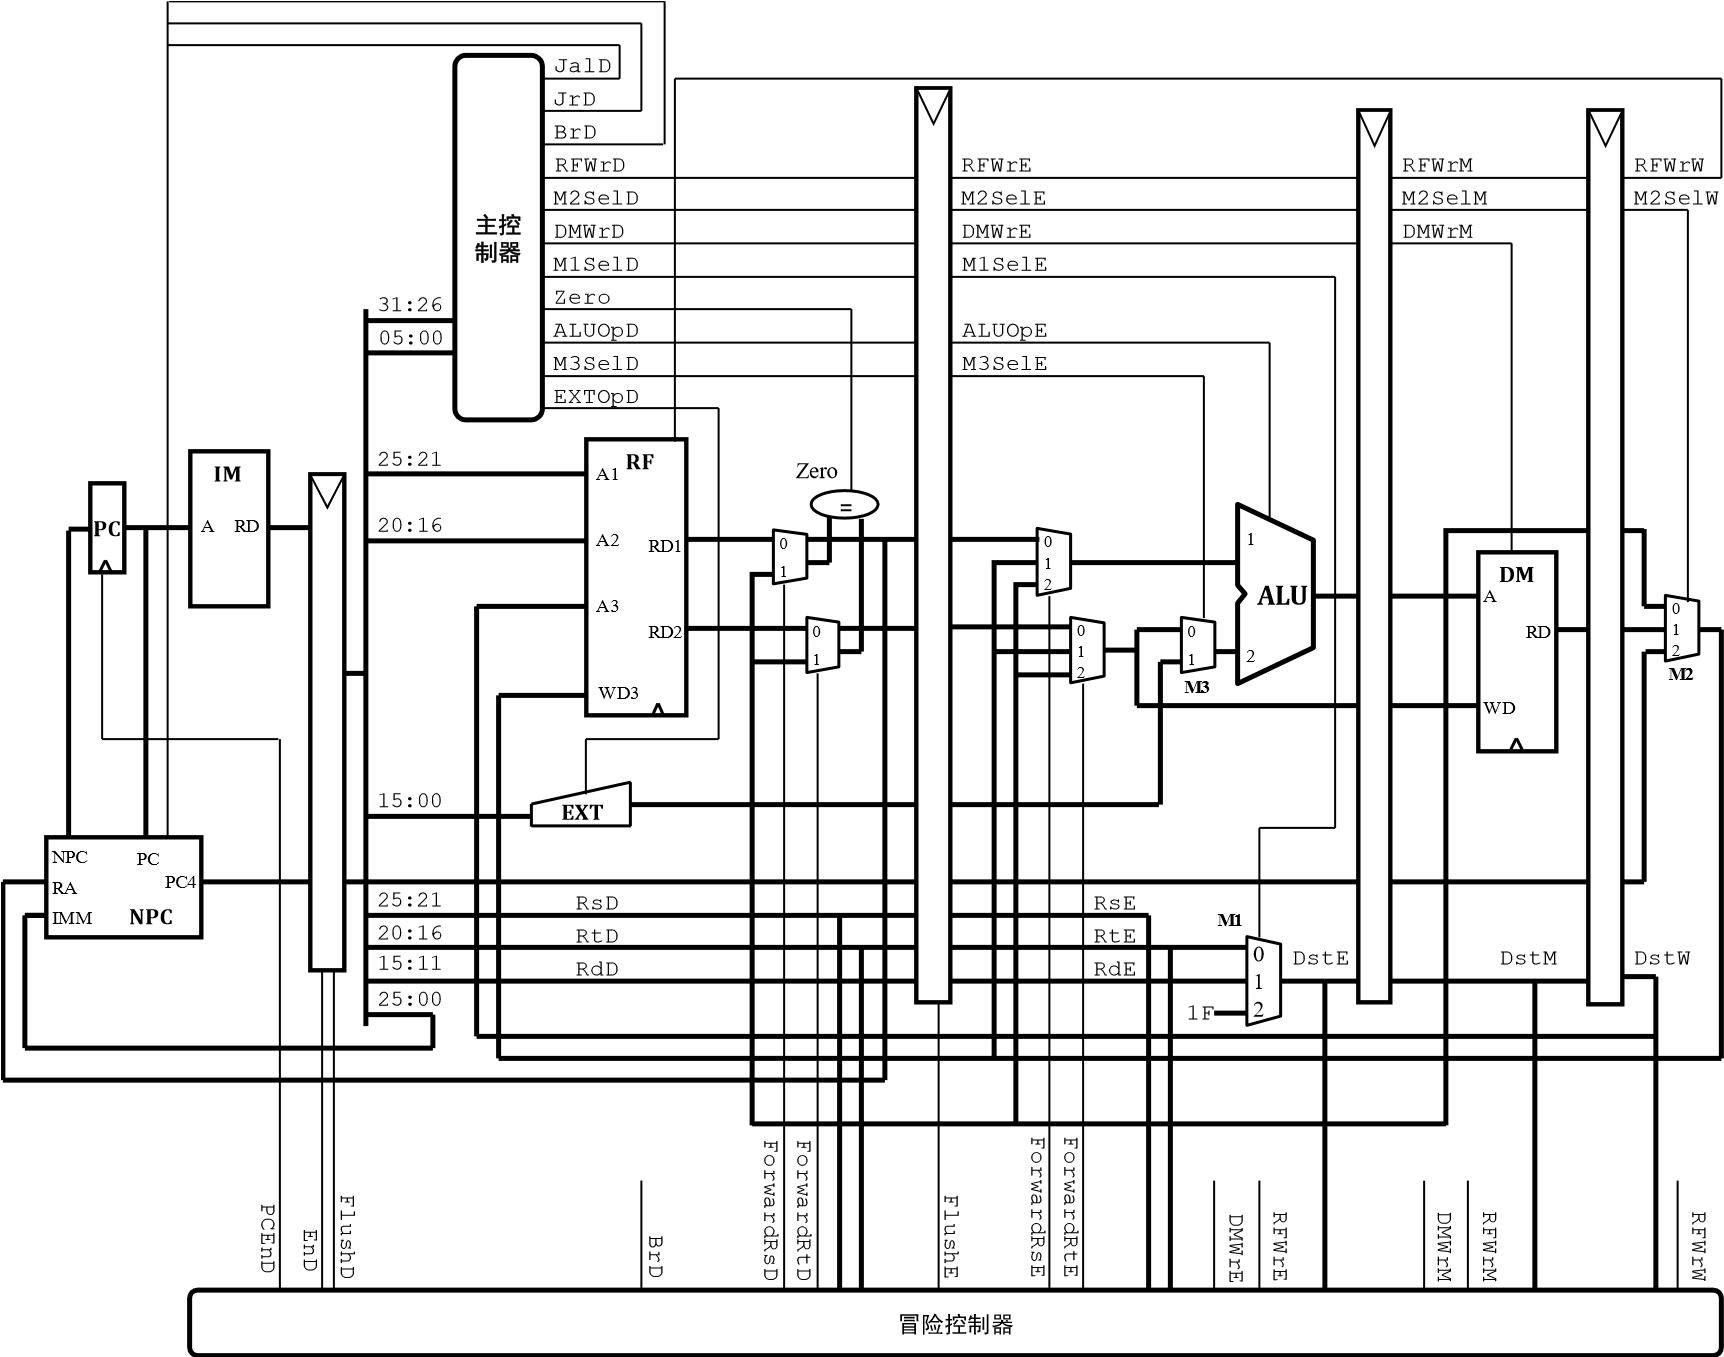 JalD
JrD
BrD
RFWrD RFWrE RFWrM RFWrW
M2SelD M2SelE M2SelM M2SelW
DMWrD DMWrE DMWrM
主控
制器
M1SelD M1SelE
Zero
31:26
05:00
ALUOpD ALUOpE
M3SelD M3SelE
EXTOpD
25:21
IM
RF
A1
Zero
=
PC
A RD
20:16
A2
RD1
0
1
0
1
2
1
ALU
2
DM
A
RD
WD
A3
RD2
0
1
0
1
2
0
1
M3
0
1
2
M2
WD3
15:00
EXT
NPC PC
RA PC4
IMM NPC
25:21 RsD RsE
M1
20:16 RtD RtE
15:11 RdD RdE
0
1
2
DstE DstM DstW
25:00
1F
PCEnD
EnD
FlushD
BrD
ForwardRsD
ForwardRtD
FlushE
ForwardRsE
ForwardRtE
DMWrE
RFWrE
DMWrM
RFWrM
RFWrW
冒险控制器